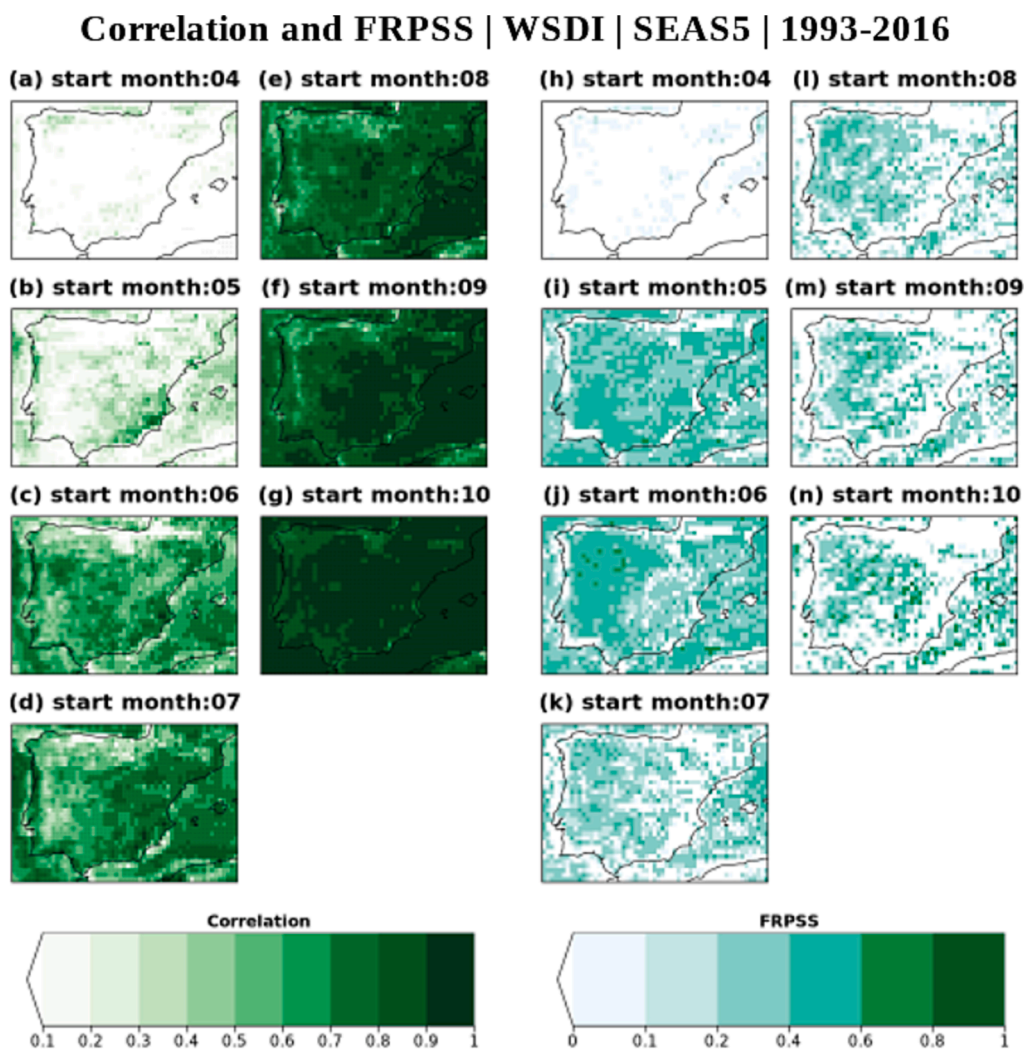 Correlation and FRPSS | WSDI | SEAS5 | 1993-2016
(a) start month:04 (e) start month:08 (h) start month:04 (l) start month:08
(b) start month:05 (f) start month:09 (i) start month:05 (m) start month:09
(c) start month:06 (g) start month:10 (j) start month:06 (n) start month:10
(d) start month:07 (k) start month:07
Correlation FRPSS
0.1 0.2 0.3 0.4 0.5 0.6 0.7 0.8 0.9 1 0 0.1 0.2 0.4 0.6 0.8 1